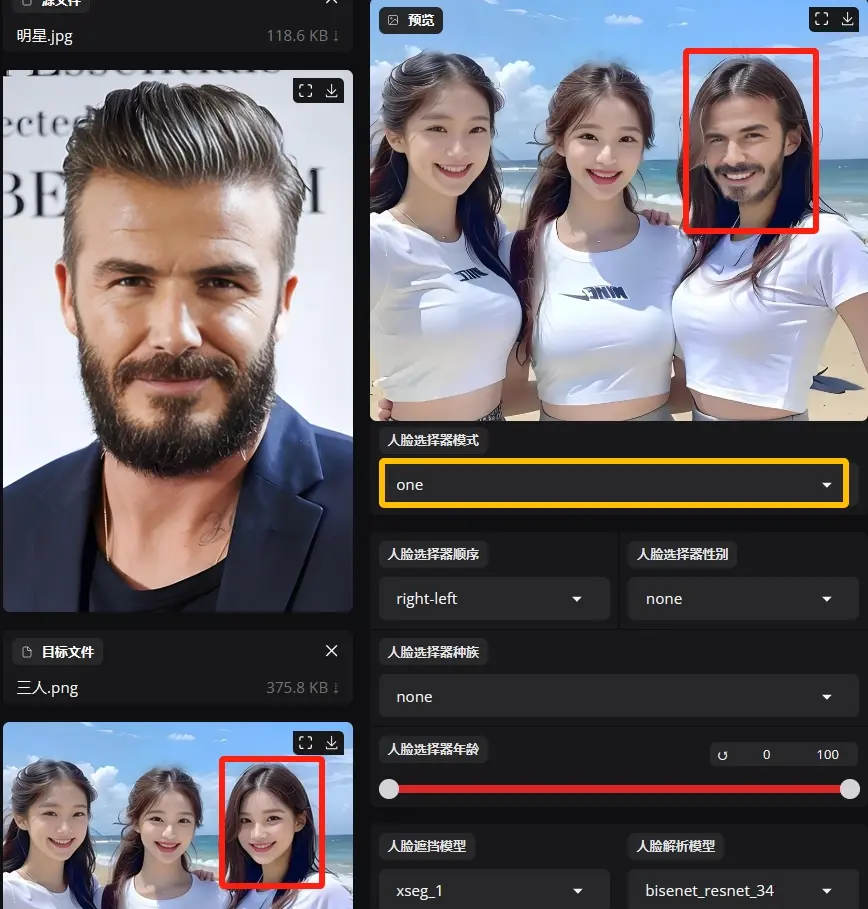 源文件
明星.jpg
118.6 KB ↓
ected
目标文件
三人.png
375.8 KB ↓
预览
人脸选择器模式
one
人脸选择器顺序
right-left
人脸选择器性别
none
人脸选择器种族
none
人脸选择器年龄
0
100
人脸遮挡模型
xseg_1
人脸解析模型
bisenet_resnet_34